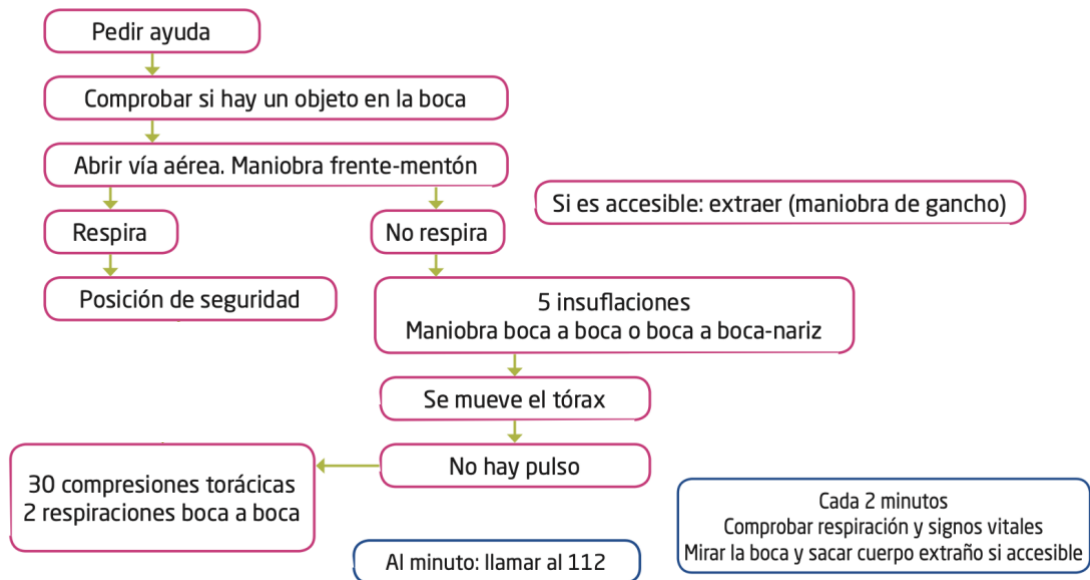 Pedir ayuda
Comprobar si hay un objeto en la boca
Abrir vía aérea. Maniobra frente-mentón
Si es accesible: extraer (maniobra de gancho)
Respira
No respira
Posición de seguridad
5 insuflaciones
Maniobra boca a boca o boca a boca-nariz
Se mueve el tórax
No hay pulso
30 compresiones torácicas
2 respiraciones boca a boca
Cada 2 minutos
Comprobar respiración y signos vitales
Mirar la boca y sacar cuerpo extraño si accesible
Al minuto: llamar al 112